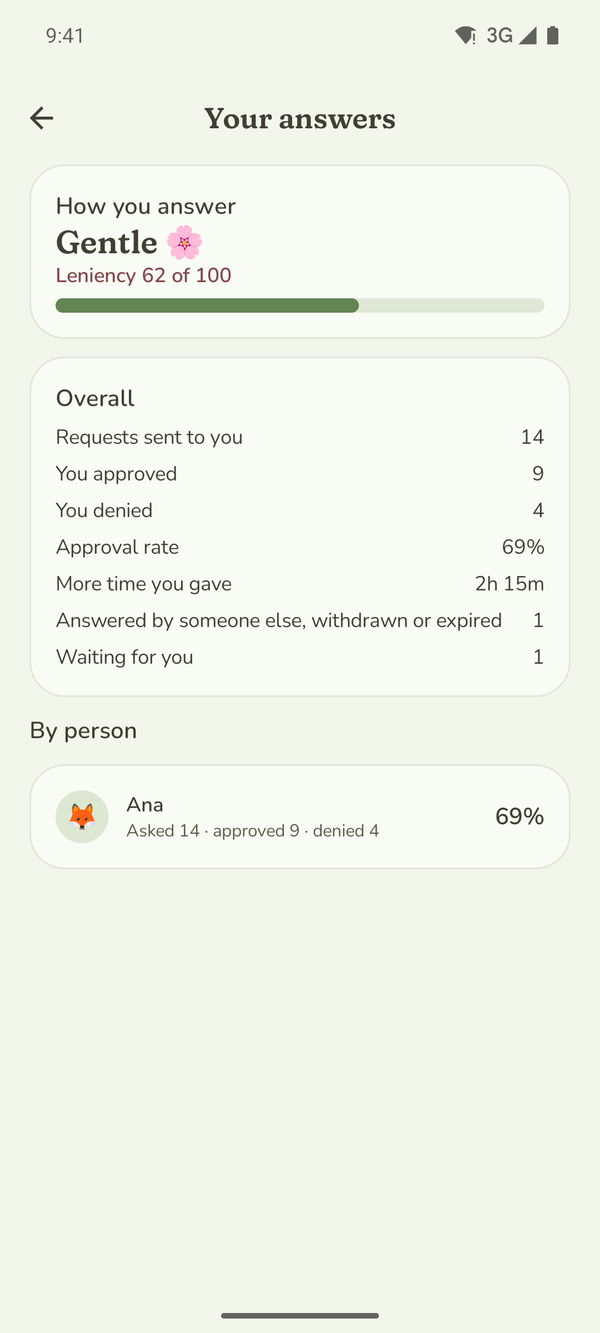 9:41
3G
Your answers
How you answer
Gentle 🌸
Leniency 62 of 100
Overall
Requests sent to you 14
You approved 9
You denied 4
Approval rate 69%
More time you gave 2h 15m
Answered by someone else, withdrawn or expired 1
Waiting for you 1
By person
Ana
Asked 14 · approved 9 · denied 4
69%